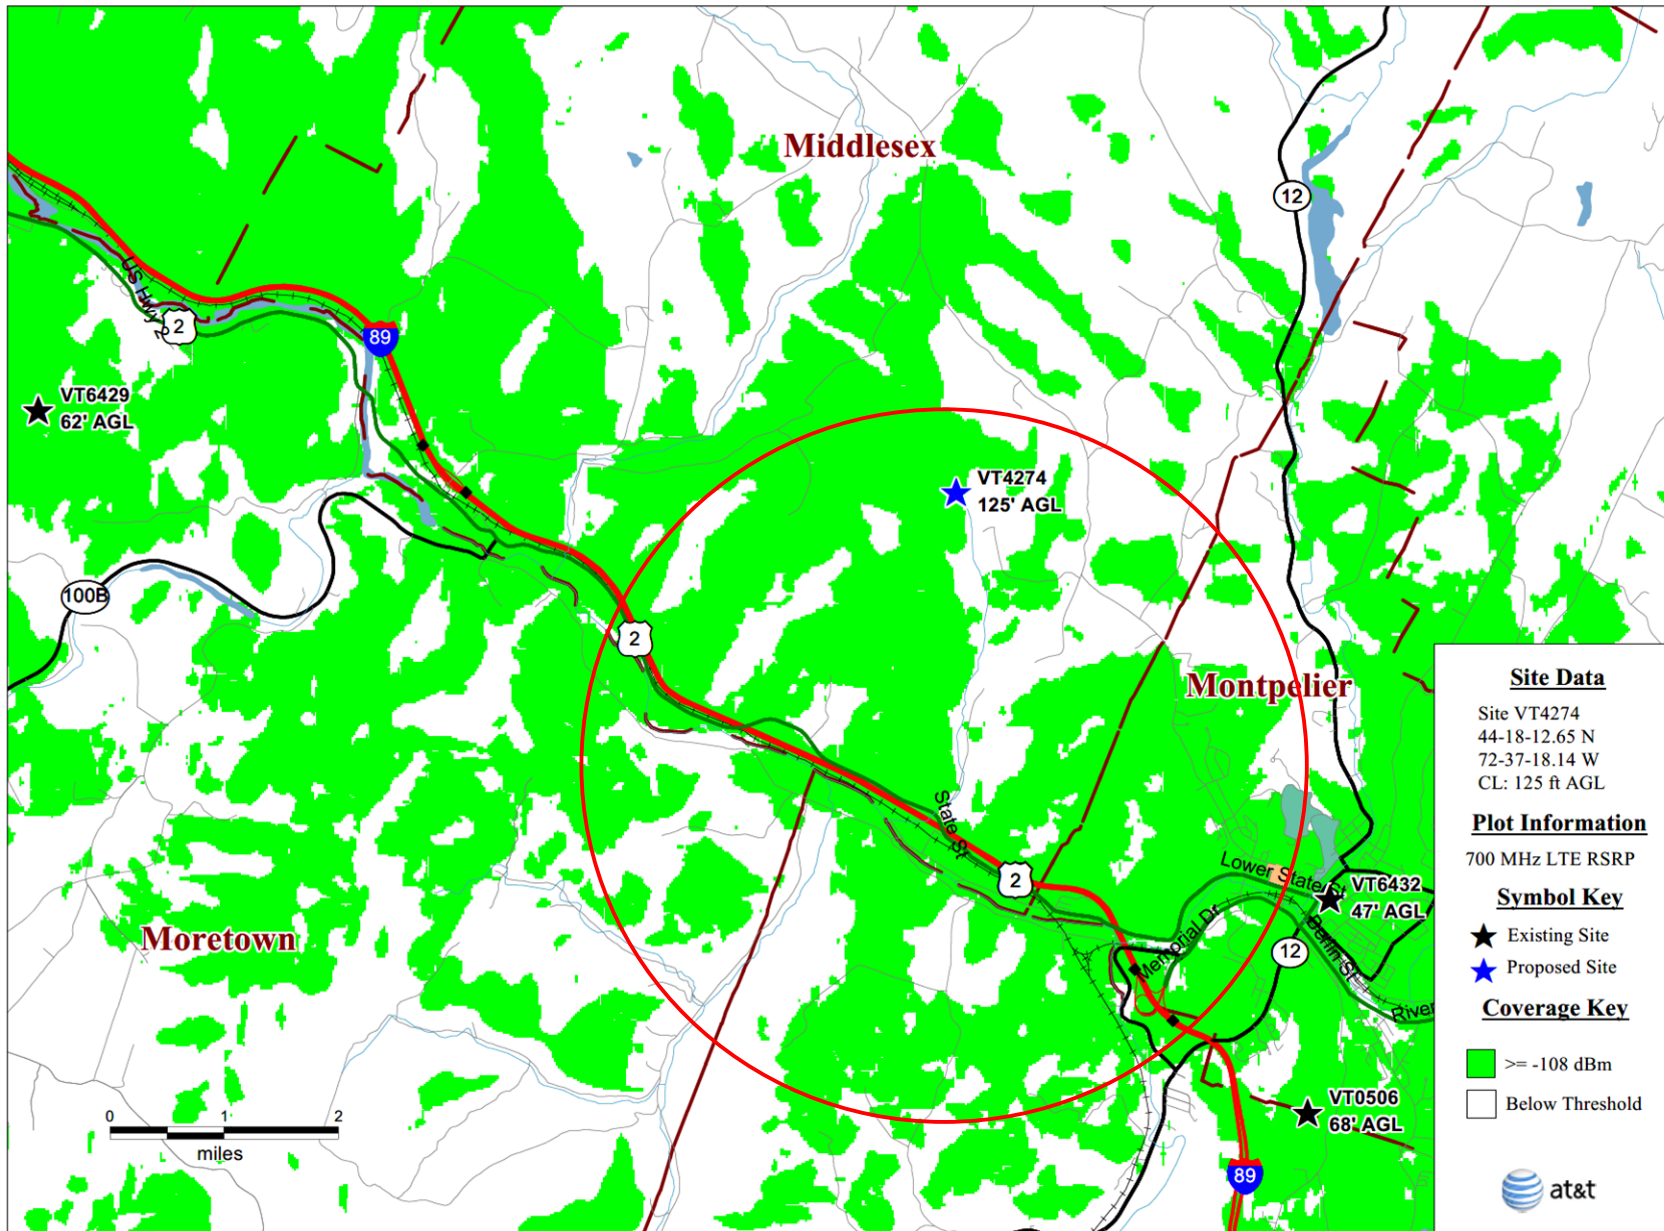 Middlesex
12
US Hwy 2
2
89
VT6429
62' AGL
VT4274
125' AGL
100B
2
Montpelier
State St
2
Lower State St
VT6432
47' AGL
Memorial Dr
Berlin St
12
River
Moretown
0 1 2
miles
VT0506
68' AGL
89
Site Data
Site VT4274
44-18-12.65 N
72-37-18.14 W
CL: 125 ft AGL
Plot Information
700 MHz LTE RSRP
Symbol Key
Existing Site
Proposed Site
Coverage Key
>= -108 dBm
Below Threshold
at&t